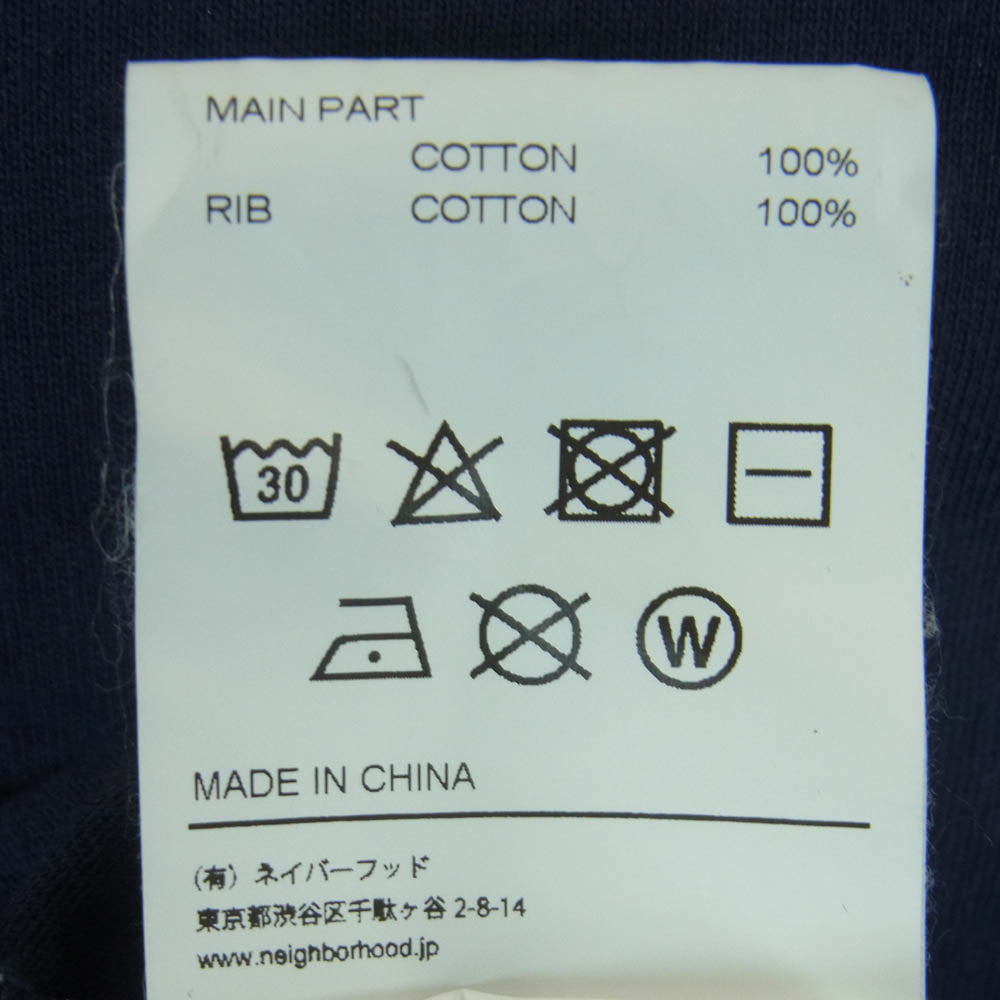 MAIN PART
COTTON 100%
RIB COTTON 100%
30
W
MADE IN CHINA
(有) ネイバーフッド
東京都渋谷区千駄ヶ谷 2-8-14
www.neighborhood.jp